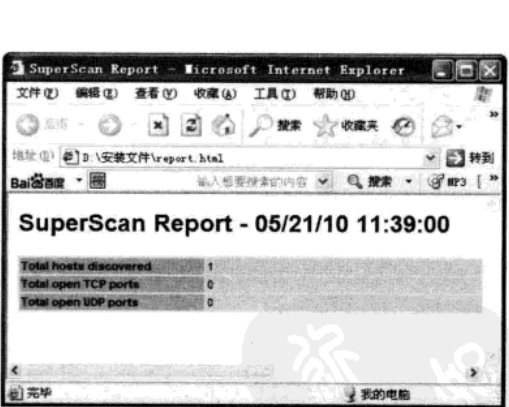 SuperScan Report - Microsoft Internet Explorer
文件(F) 编辑(E) 查看(V) 收藏(A) 工具(T) 帮助(H)
后退 搜索 收藏夹
地址(D) D:\安装文件\report.html 转到
Bai百度 输入想要搜索的内容 搜索 MP3 [ »
SuperScan Report - 05/21/10 11:39:00
Total hosts discovered 1
Total open TCP ports 0
Total open UDP ports 0
完毕 我的电脑